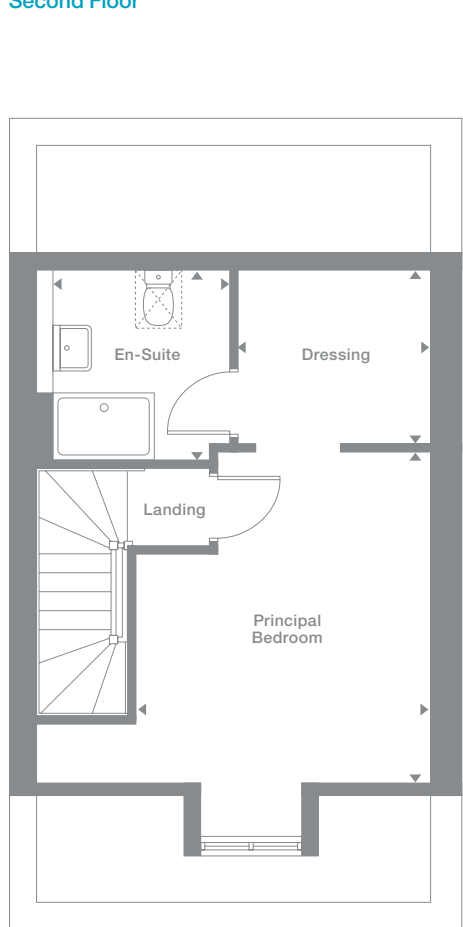 Second Floor
En-Suite
Dressing
Landing
Principal
Bedroom